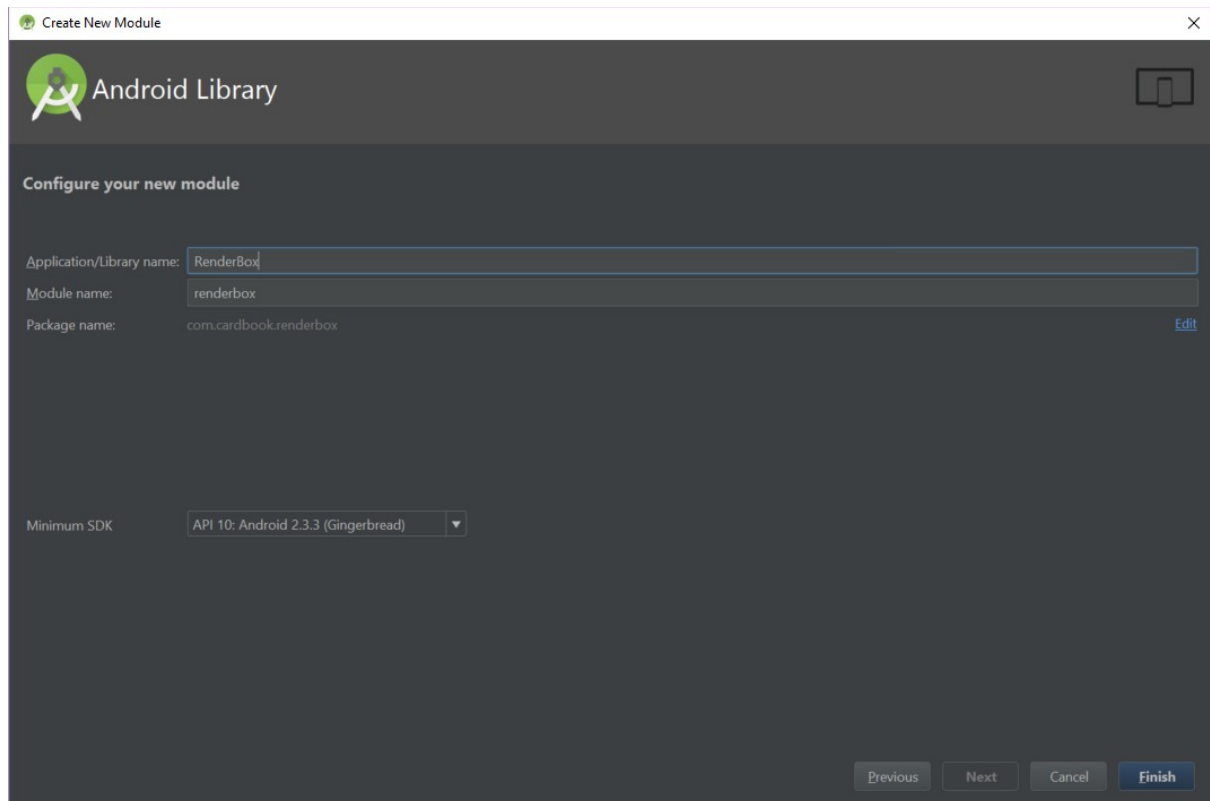 Create New Module
Android Library
Configure your new module
Application/Library name: RenderBox
Module name: renderbox
Package name: com.cardbook.renderbox Edit
Minimum SDK API 10: Android 2.3.3 (Gingerbread)
Previous Next Cancel Finish